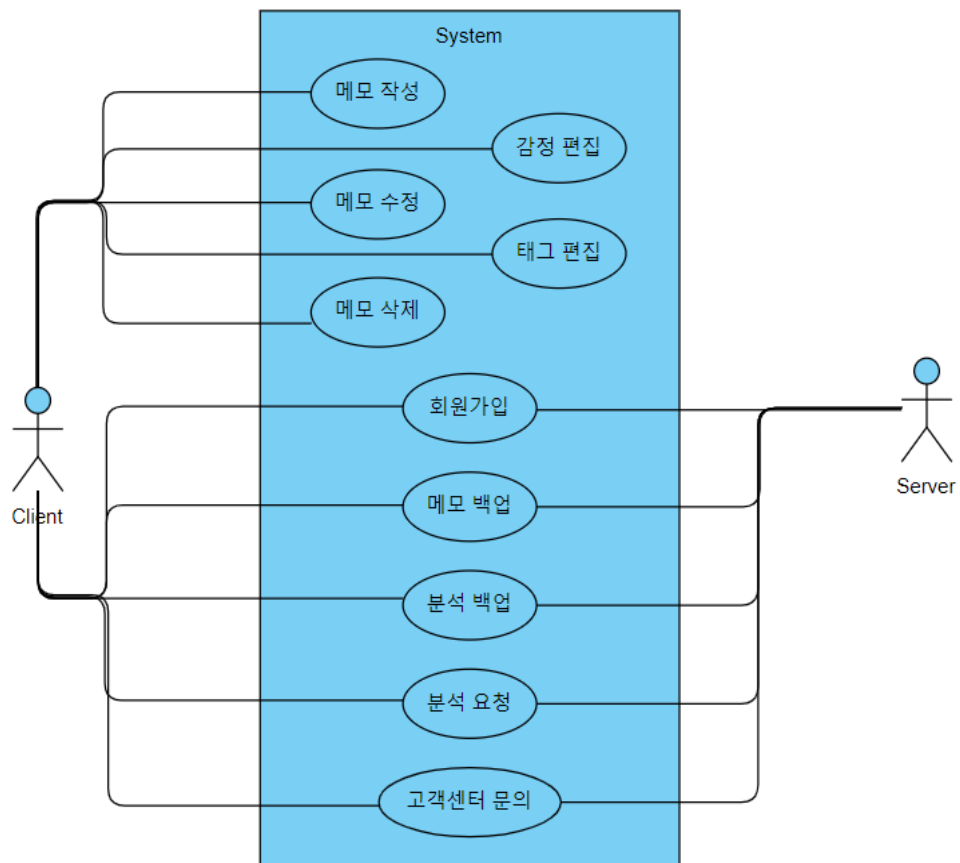 System
메모 작성
감정 편집
메모 수정
태그 편집
메모 삭제
회원가입
Client
Server
메모 백업
분석 백업
분석 요청
고객센터 문의